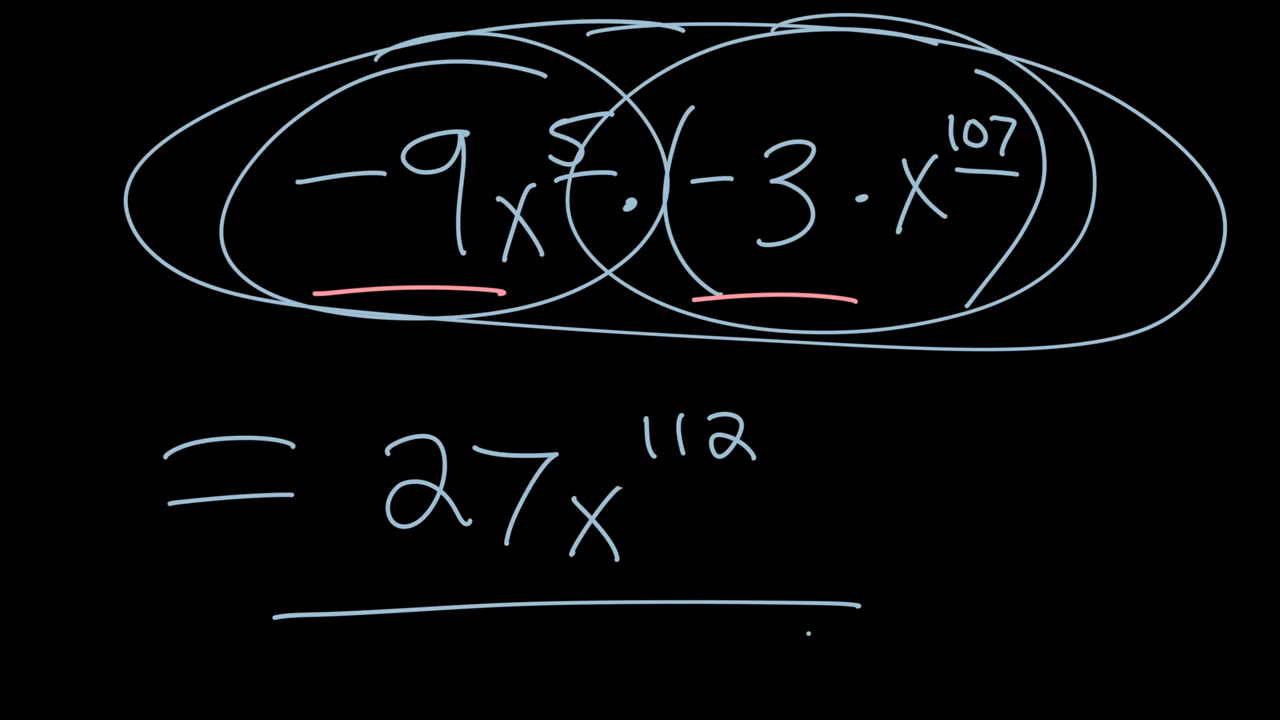 -9x⁵ · (-3 · x¹⁰⁷)
= 27x¹¹²